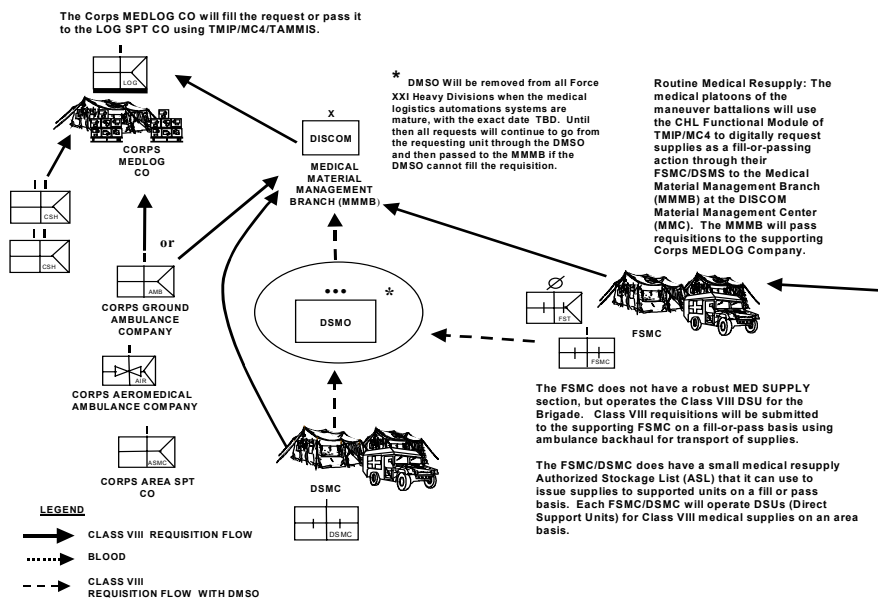 The Corps MEDLOG CO will fill the request or pass it
to the LOG SPT CO using TMIP/MC4/TAMMIS.
LOG
CORPS
MEDLOG
CO
CSH
CSH
or
AMB
CORPS GROUND
AMBULANCE
COMPANY
AIR
CORPS AEROMEDICAL
AMBULANCE COMPANY
ASMC
CORPS AREA SPT
CO
X
DISCOM
MEDICAL
MATERIAL
MANAGEMENT
BRANCH (MMMB)
* DMSO Will be removed from all Force
XXI Heavy Divisions when the medical
logistics automations systems are
mature, with the exact date TBD. Until
then all requests will continue to go from
the requesting unit through the DMSO
and then passed to the MMMB if the
DMSO cannot fill the requisition.
*
DSMO
DSMC
DSMC
Routine Medical Resupply: The
medical platoons of the
maneuver battalions will use
the CHL Functional Module of
TMIP/MC4 to digitally request
supplies as a fill-or-passing
action through their
FSMC/DSMS to the Medical
Material Management Branch
(MMMB) at the DISCOM
Material Management Center
(MMC). The MMMB will pass
requisitions to the supporting
Corps MEDLOG Company.
FST
FSMC
FSMC
The FSMC does not have a robust MED SUPPLY
section, but operates the Class VIII DSU for the
Brigade. Class VIII requisitions will be submitted
to the supporting FSMC on a fill-or-pass basis using
ambulance backhaul for transport of supplies.
The FSMC/DSMC does have a small medical resupply
Authorized Stockage List (ASL) that it can use to
issue supplies to supported units on a fill or pass
basis. Each FSMC/DSMC will operate DSUs (Direct
Support Units) for Class VIII medical supplies on an area
basis.
LEGEND
CLASS VIII REQUISITION FLOW
BLOOD
CLASS VIII
REQUISITION FLOW WITH DMSO